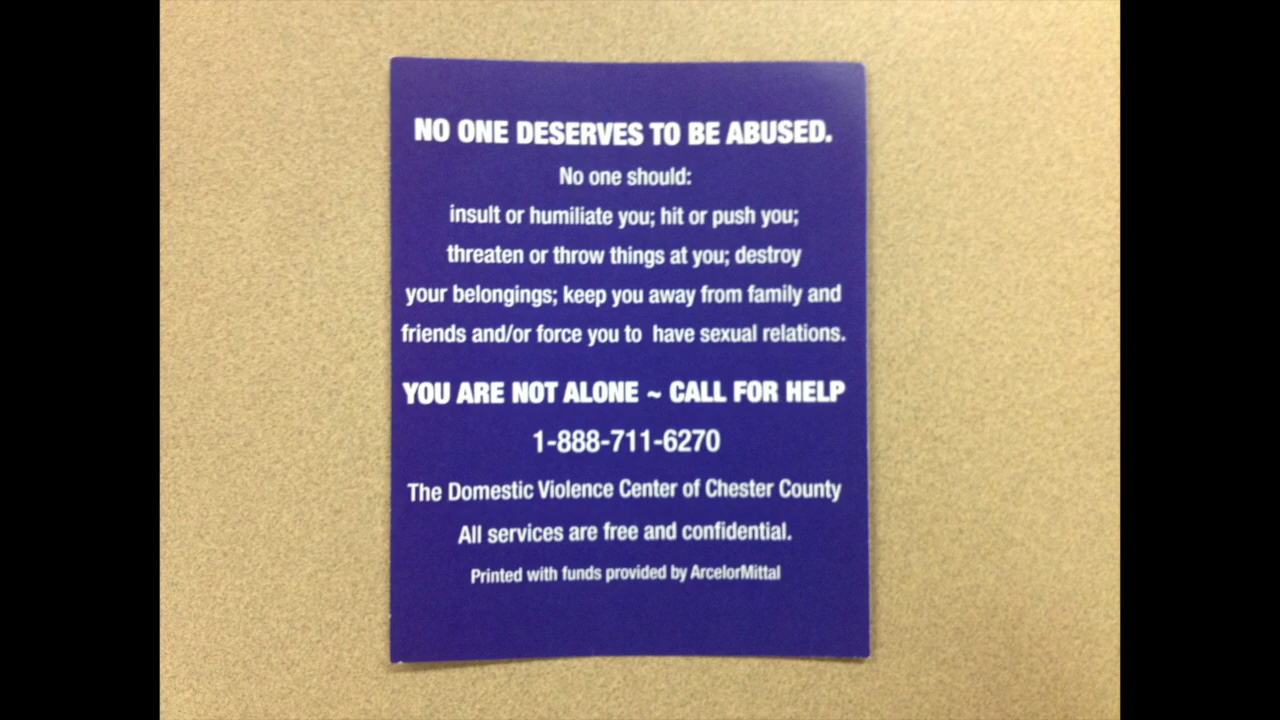 NO ONE DESERVES TO BE ABUSED.
No one should:
insult or humiliate you; hit or push you;
threaten or throw things at you; destroy
your belongings; keep you away from family and
friends and/or force you to have sexual relations.
YOU ARE NOT ALONE ~ CALL FOR HELP
1-888-711-6270
The Domestic Violence Center of Chester County
All services are free and confidential.
Printed with funds provided by ArcelorMittal